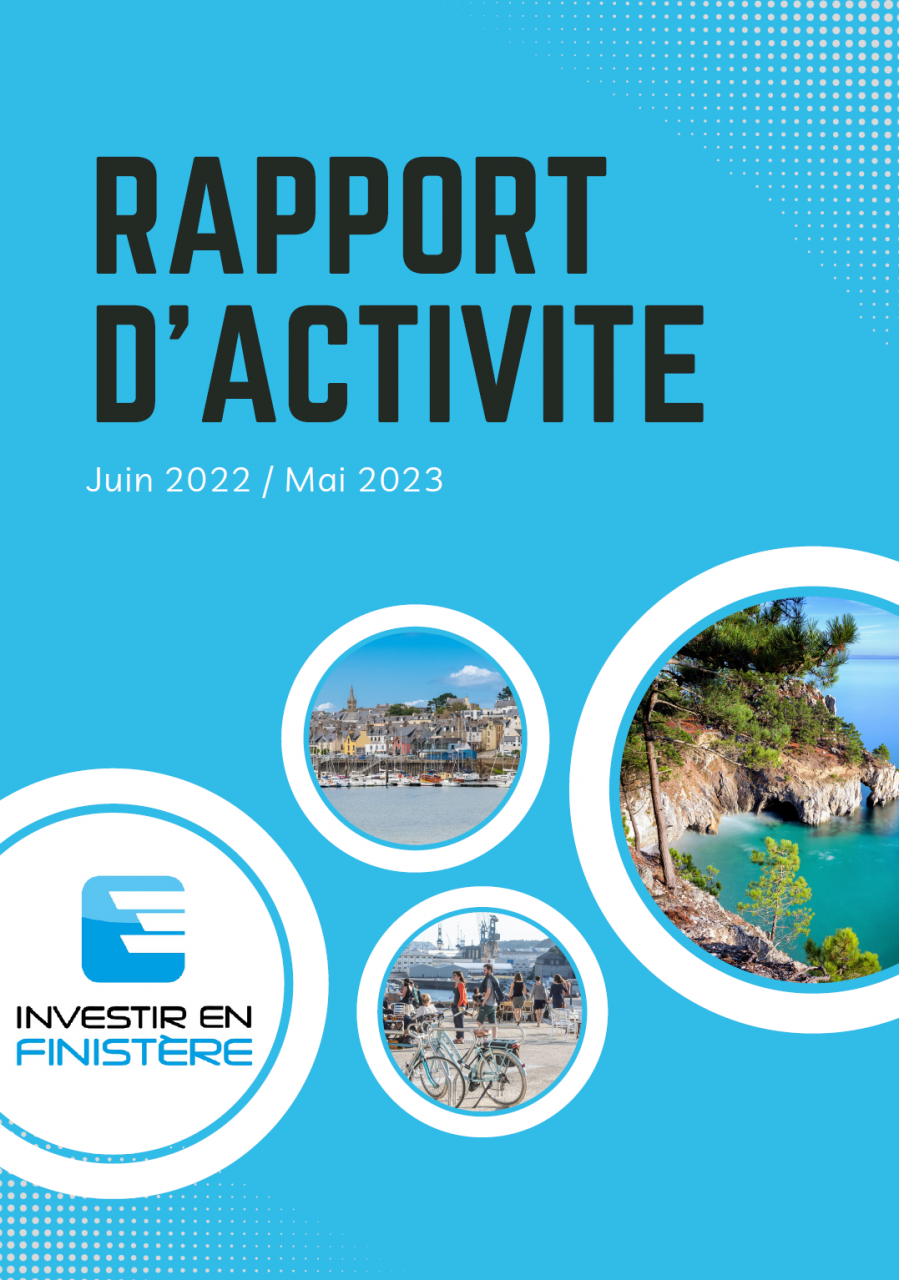 RAPPORT
D'ACTIVITE
Juin 2022 / Mai 2023
INVESTIR EN
FINISTÈRE